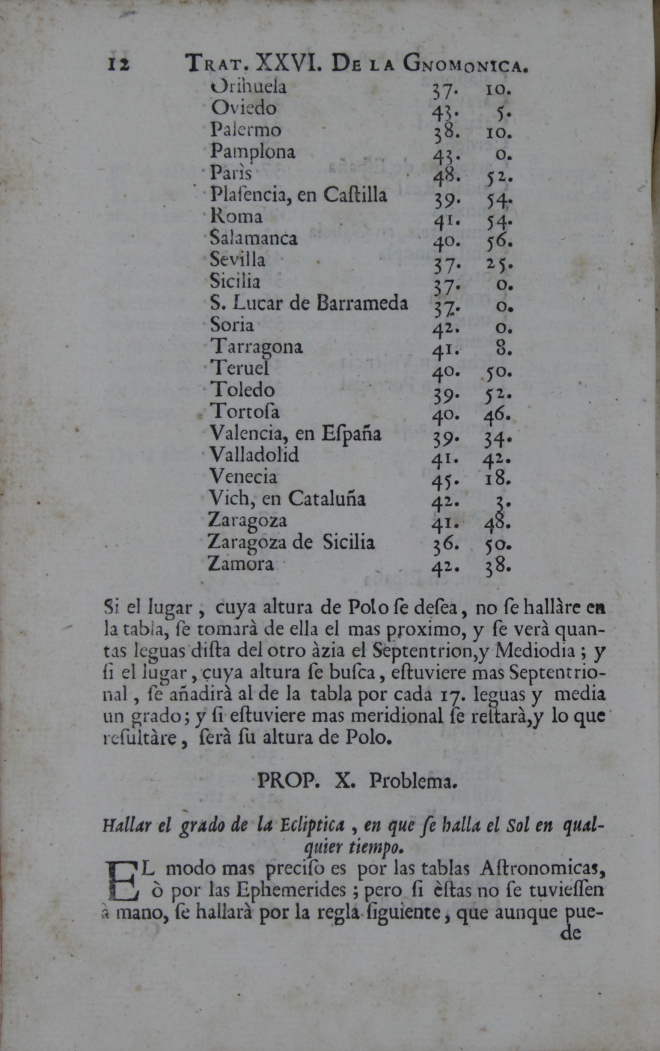 12 TRAT. XXVI. DE LA GNOMONICA.
Orihuela 37. 10.
Oviedo 43. 5.
Palermo 38. 10.
Pamplona 43. 0.
Parìs 48. 52.
Plaſencia, en Caſtilla 39. 54.
Roma 41. 54.
Salamanca 40. 56.
Sevilla 37. 25.
Sicilia 37. 0.
S. Lucar de Barrameda 37. 0.
Soria 42. 0.
Tarragona 41. 8.
Teruel 40. 50.
Toledo 39. 52.
Tortoſa 40. 46.
Valencia, en Eſpaña 39. 34.
Valladolid 41. 42.
Venecia 45. 18.
Vich, en Cataluña 42. 3.
Zaragoza 41. 48.
Zaragoza de Sicilia 36. 50.
Zamora 42. 38.
Si el lugar, cuya altura de Polo ſe deſea, no ſe hallàre en
la tabla, ſe tomarà de ella el mas proximo, y ſe verà quan-
tas leguas diſta del otro àzia el Septentrion, y Mediodia; y
ſi el lugar, cuya altura ſe buſca, eſtuviere mas Septentrio-
nal, ſe añadirà al de la tabla por cada 17. leguas y media
un grado; y ſi eſtuviere mas meridional ſe reſtarà, y lo que
reſultàre, ſerà ſu altura de Polo.
PROP. X. Problema.
Hallar el grado de la Ecliptica, en que ſe halla el Sol en qual-
quier tiempo.
EL modo mas preciſo es por las tablas Aſtronomicas,
ò por las Ephemerides; pero ſi èſtas no ſe tuvieſſen
à mano, ſe hallarà por la regla ſiguiente, que aunque pue-
de